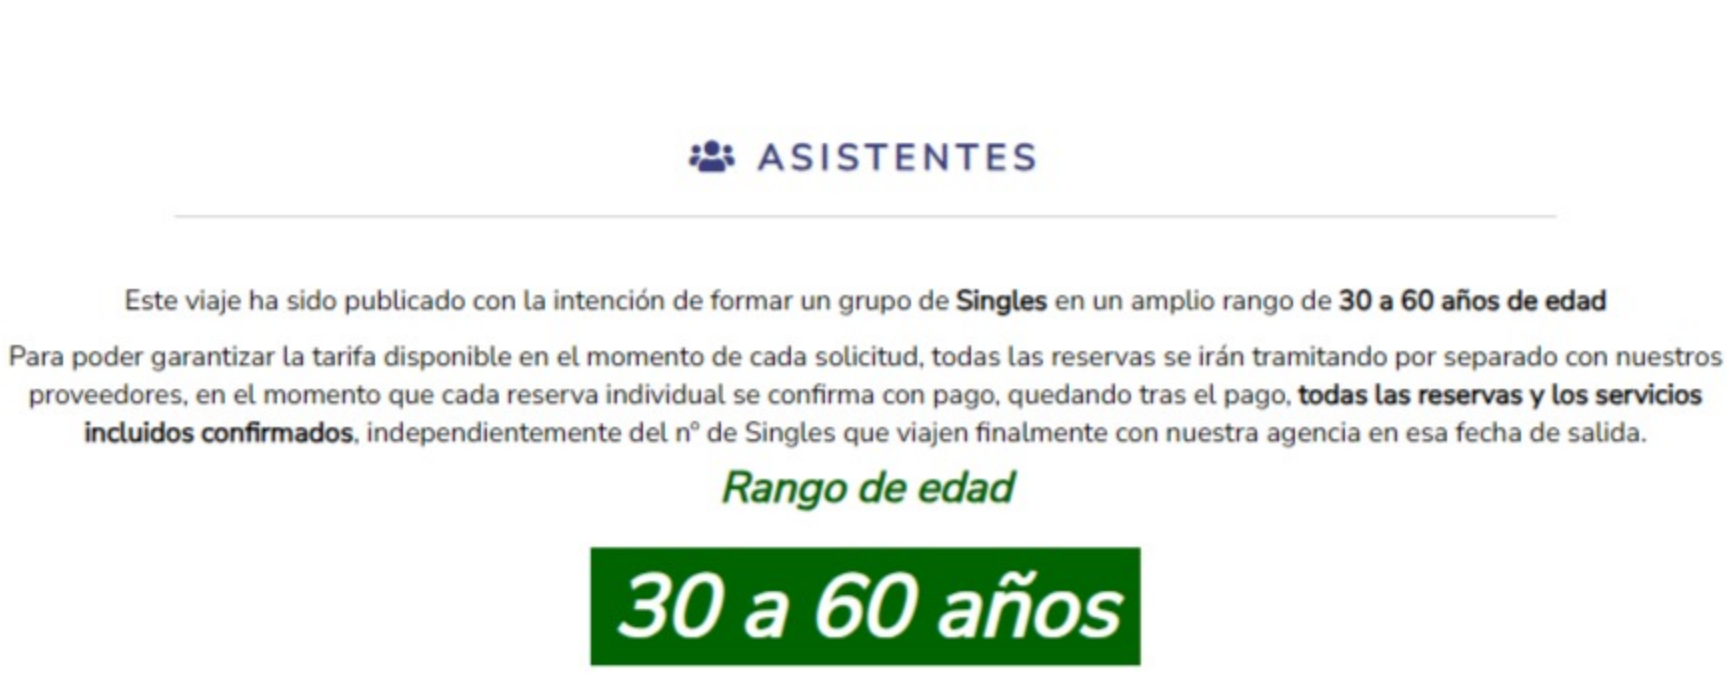 ASISTENTES
Este viaje ha sido publicado con la intención de formar un grupo de Singles en un amplio rango de 30 a 60 años de edad
Para poder garantizar la tarifa disponible en el momento de cada solicitud, todas las reservas se irán tramitando por separado con nuestros
proveedores, en el momento que cada reserva individual se confirma con pago, quedando tras el pago, todas las reservas y los servicios
incluidos confirmados, independientemente del nº de Singles que viajen finalmente con nuestra agencia en esa fecha de salida.
Rango de edad
30 a 60 años